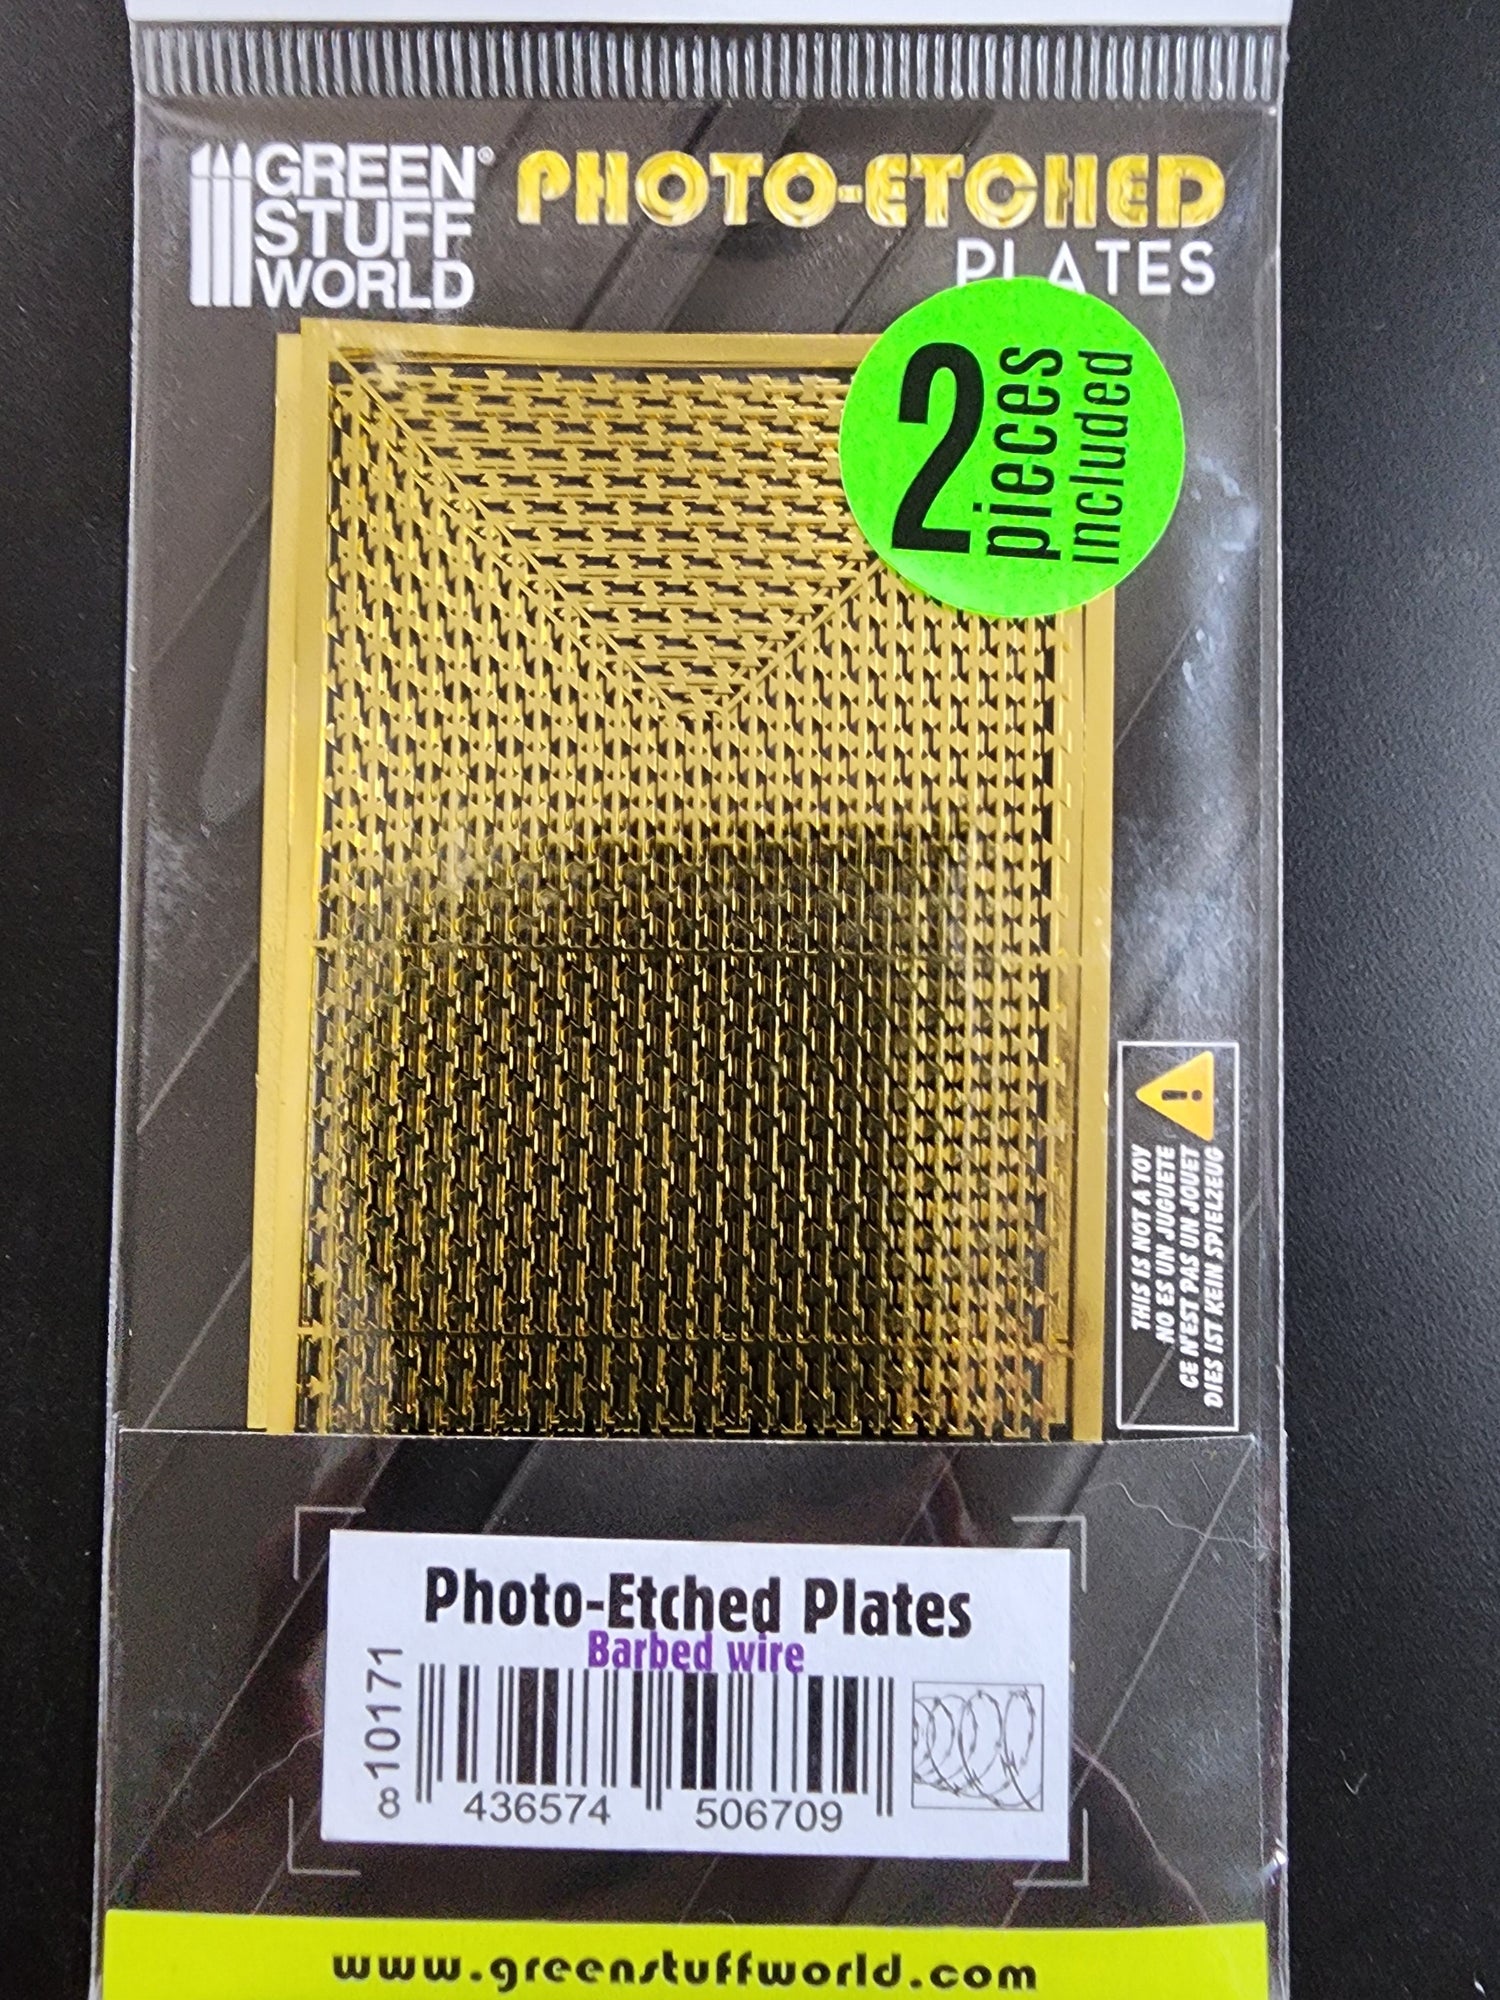 GREEN®
STUFF
WORLD
PHOTO-ETCHED
PLATES
2
pieces
included
THIS IS NOT A TOY
NO ES UN JUGUETE
CE N'EST PAS UN JOUET
DIES IST KEIN SPIELZEUG
Photo-Etched Plates
Barbed wire
810171
8 436574 506709
www.greenstuffworld.com